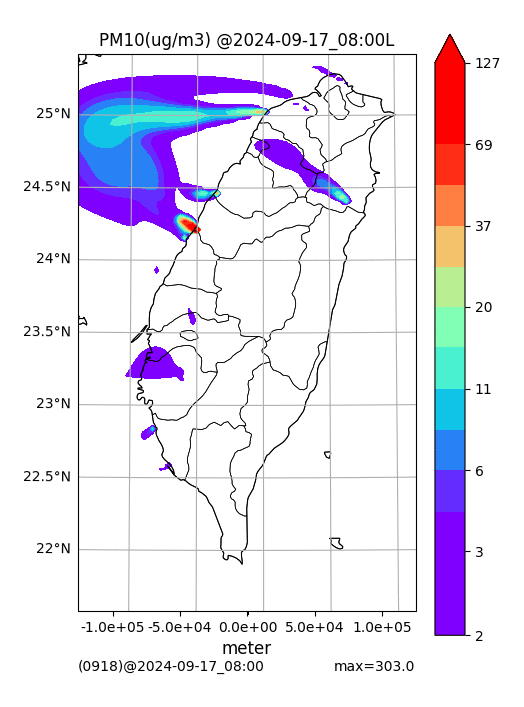 PM10(ug/m3) @2024-09-17_08:00L
127
69
37
20
11
6
3
2
25°N
24.5°N
24°N
23.5°N
23°N
22.5°N
22°N
-1.0e+05 -5.0e+04 0.0e+00 5.0e+04 1.0e+05
meter
(0918)@2024-09-17_08:00 max=303.0